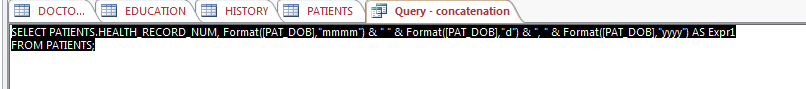 DOCTO... EDUCATION HISTORY PATIENTS Query - concatenation
SELECT PATIENTS.HEALTH_RECORD_NUM, Format([PAT_DOB],"mmmm") & " " & Format([PAT_DOB],"d") & ", " & Format([PAT_DOB],"yyyy") AS Expr1
FROM PATIENTS;